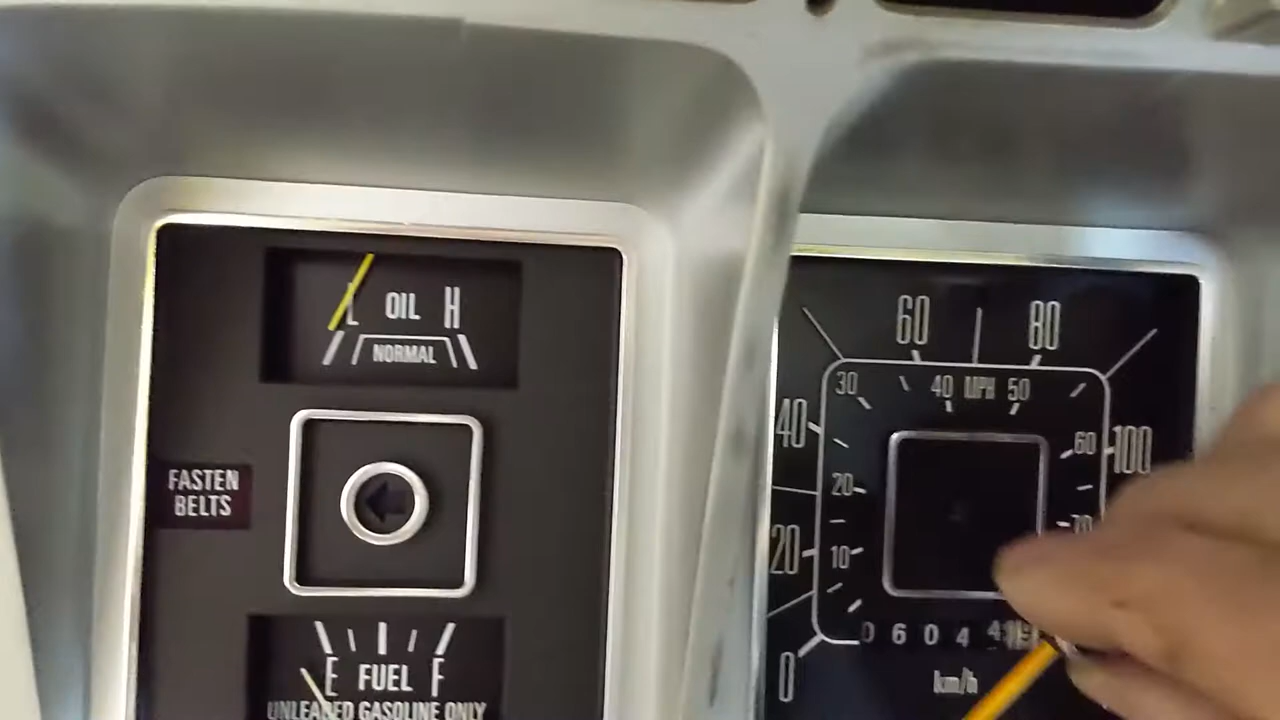 L OIL H
NORMAL
FASTEN
BELTS
E FUEL F
UNLEADED GASOLINE ONLY
60 80
30 40 MPH 50
40 60 100
20 70
20 10
0 6 0 4 4
0
km/h